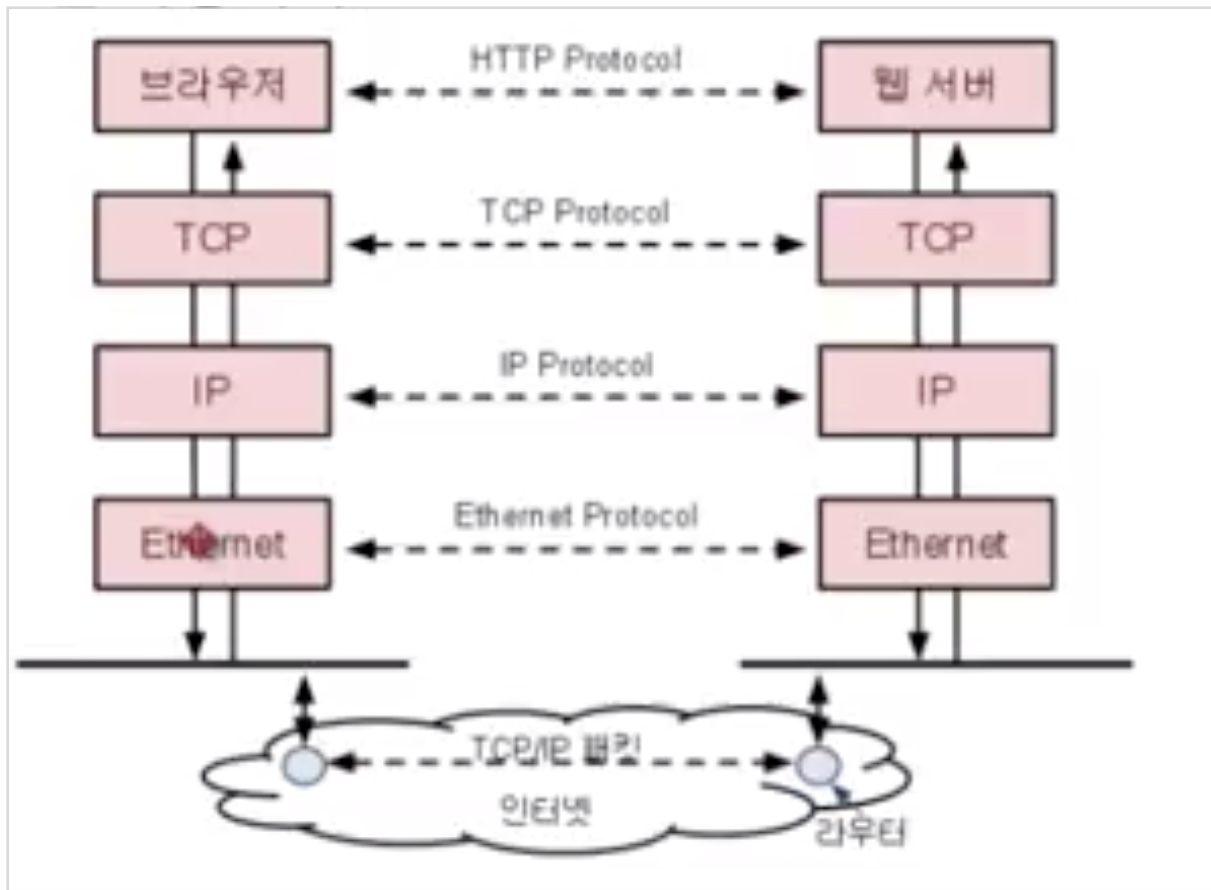 브라우저
HTTP Protocol
웹 서버
TCP
TCP Protocol
TCP
IP
IP Protocol
IP
Ethernet
Ethernet Protocol
Ethernet
TCP/IP 패킷
인터넷
라우터